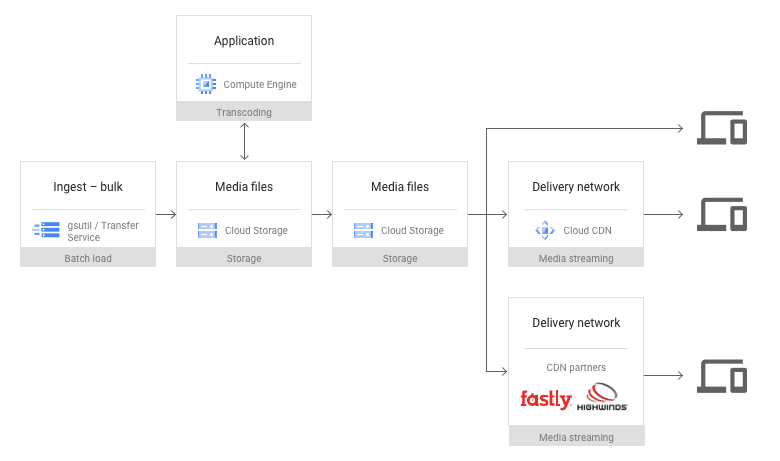 Application
Compute Engine
Transcoding
Ingest – bulk
gsutil / Transfer
Service
Batch load
Media files
Cloud Storage
Storage
Media files
Cloud Storage
Storage
Delivery network
Cloud CDN
Media streaming
Delivery network
CDN partners
fastly
HIGHWINDS
Media streaming